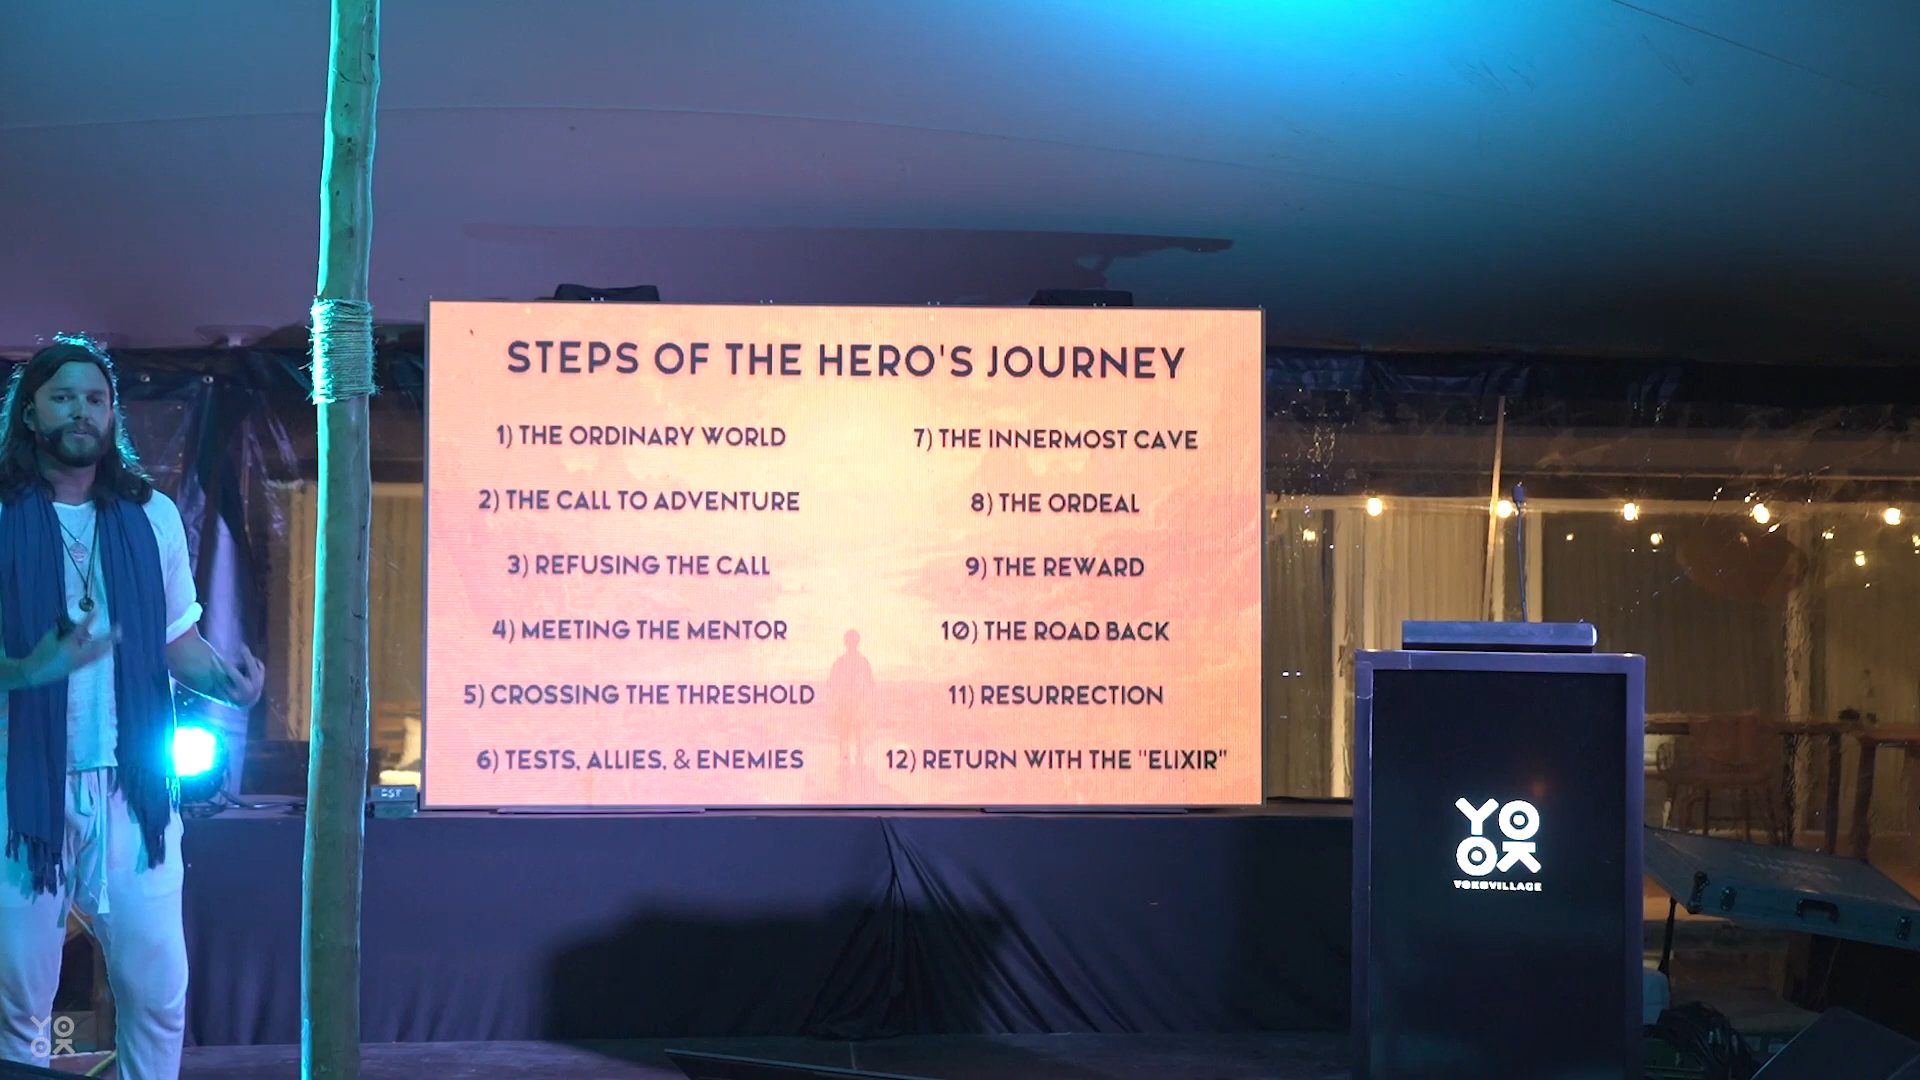 STEPS OF THE HERO'S JOURNEY
1) THE ORDINARY WORLD
2) THE CALL TO ADVENTURE
3) REFUSING THE CALL
4) MEETING THE MENTOR
5) CROSSING THE THRESHOLD
6) TESTS, ALLIES, & ENEMIES
7) THE INNERMOST CAVE
8) THE ORDEAL
9) THE REWARD
10) THE ROAD BACK
11) RESURRECTION
12) RETURN WITH THE "ELIXIR"
YO
OK
YOKOVILLAGE
YO
OK